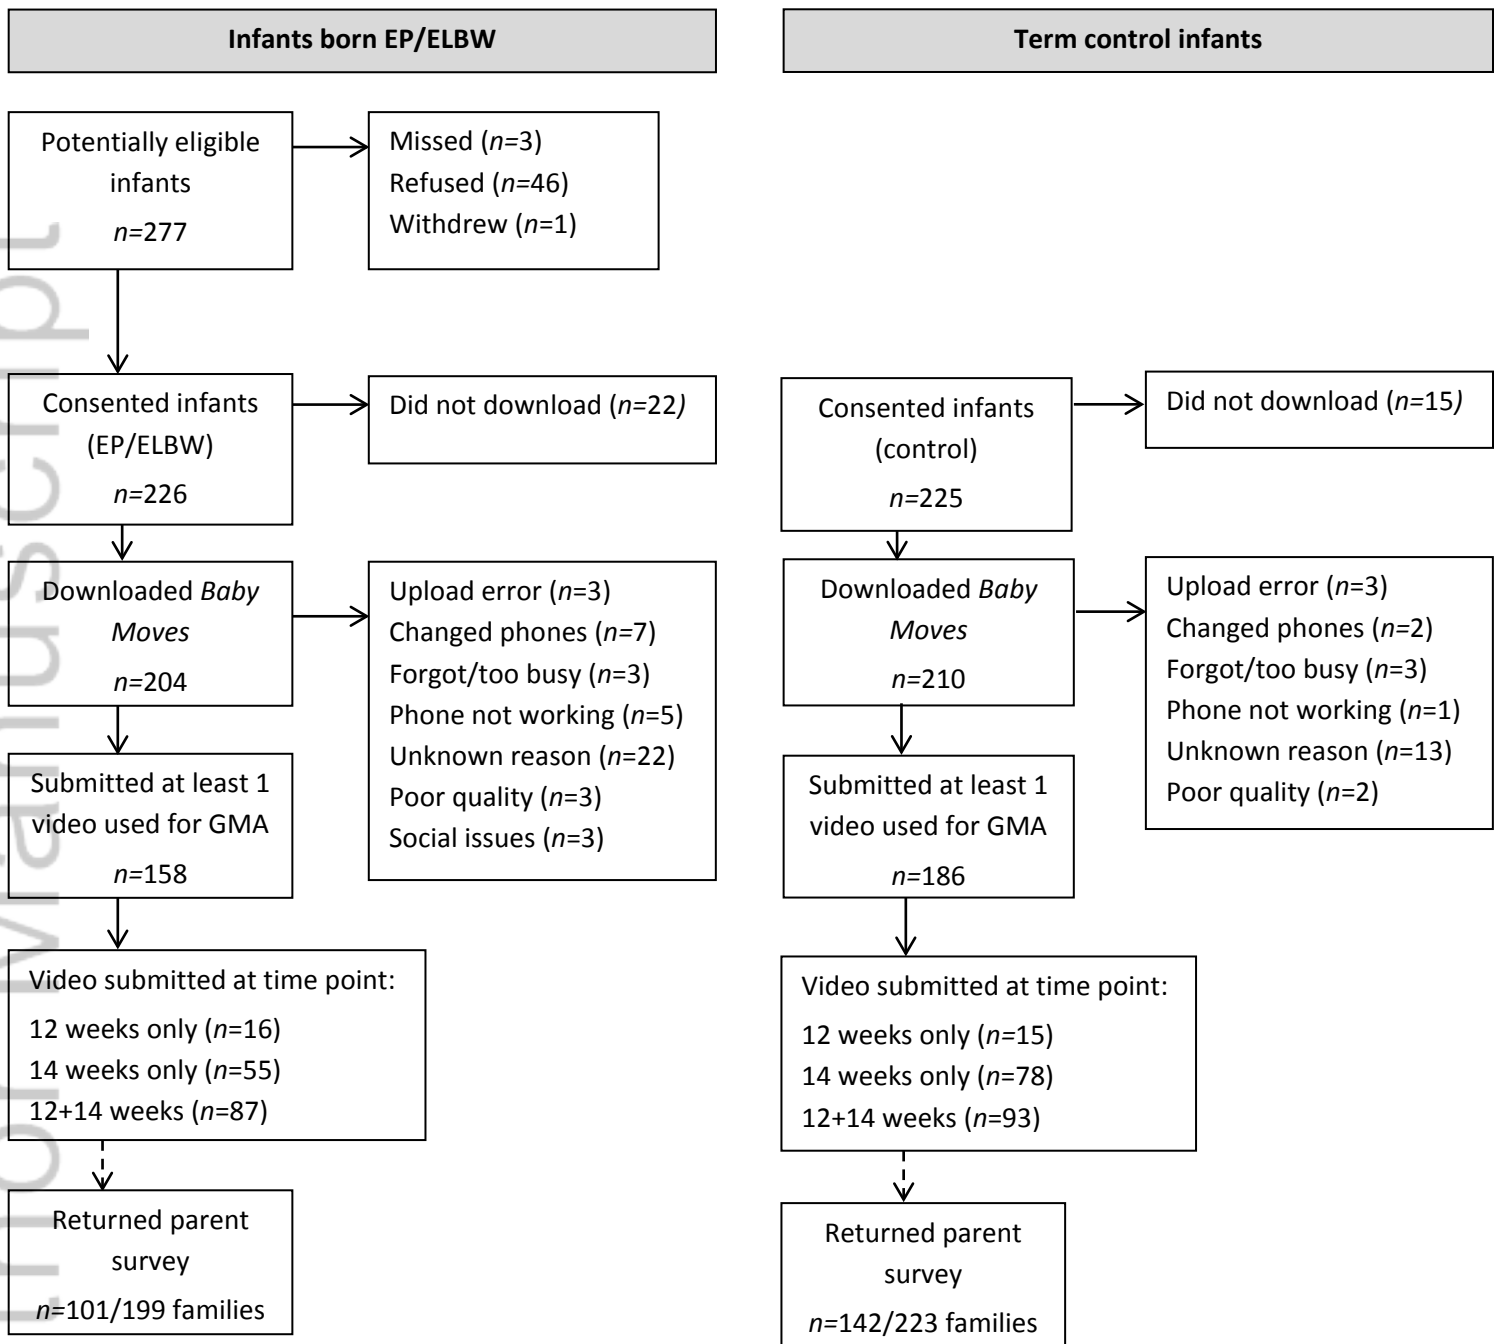 Infants born EP/ELBW
Potentially eligible
infants
n=277
Missed (n=3)
Refused (n=46)
Withdrew (n=1)
Consented infants
(EP/ELBW)
n=226
Did not download (n=22)
Downloaded Baby
Moves
n=204
Upload error (n=3)
Changed phones (n=7)
Forgot/too busy (n=3)
Phone not working (n=5)
Unknown reason (n=22)
Poor quality (n=3)
Social issues (n=3)
Submitted at least 1
video used for GMA
n=158
Video submitted at time point:
12 weeks only (n=16)
14 weeks only (n=55)
12+14 weeks (n=87)
Returned parent
survey
n=101/199 families
Term control infants
Consented infants
(control)
n=225
Did not download (n=15)
Downloaded Baby
Moves
n=210
Upload error (n=3)
Changed phones (n=2)
Forgot/too busy (n=3)
Phone not working (n=1)
Unknown reason (n=13)
Poor quality (n=2)
Submitted at least 1
video used for GMA
n=186
Video submitted at time point:
12 weeks only (n=15)
14 weeks only (n=78)
12+14 weeks (n=93)
Returned parent
survey
n=142/223 families
Manuscript